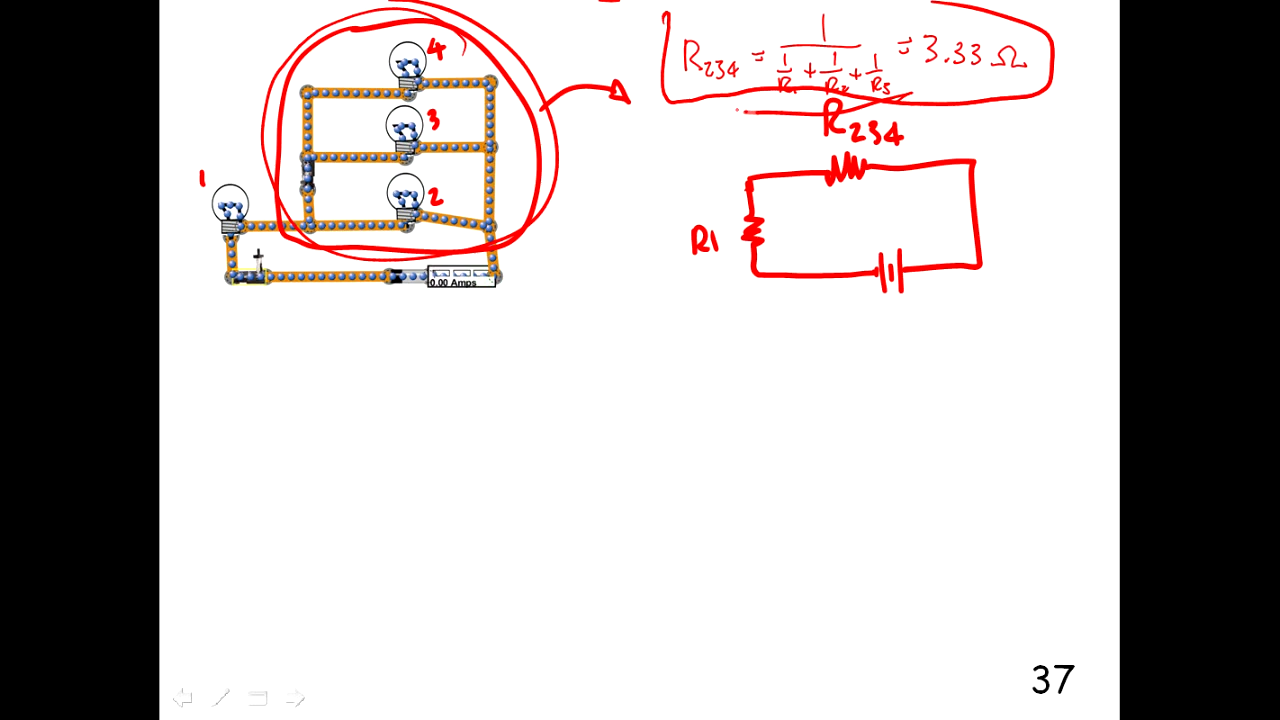 R234 = 1 / (1/R1 + 1/R2 + 1/R3) = 3.33 Ω
R234
4
3
2
1
R1
+
0.00 Amps
37